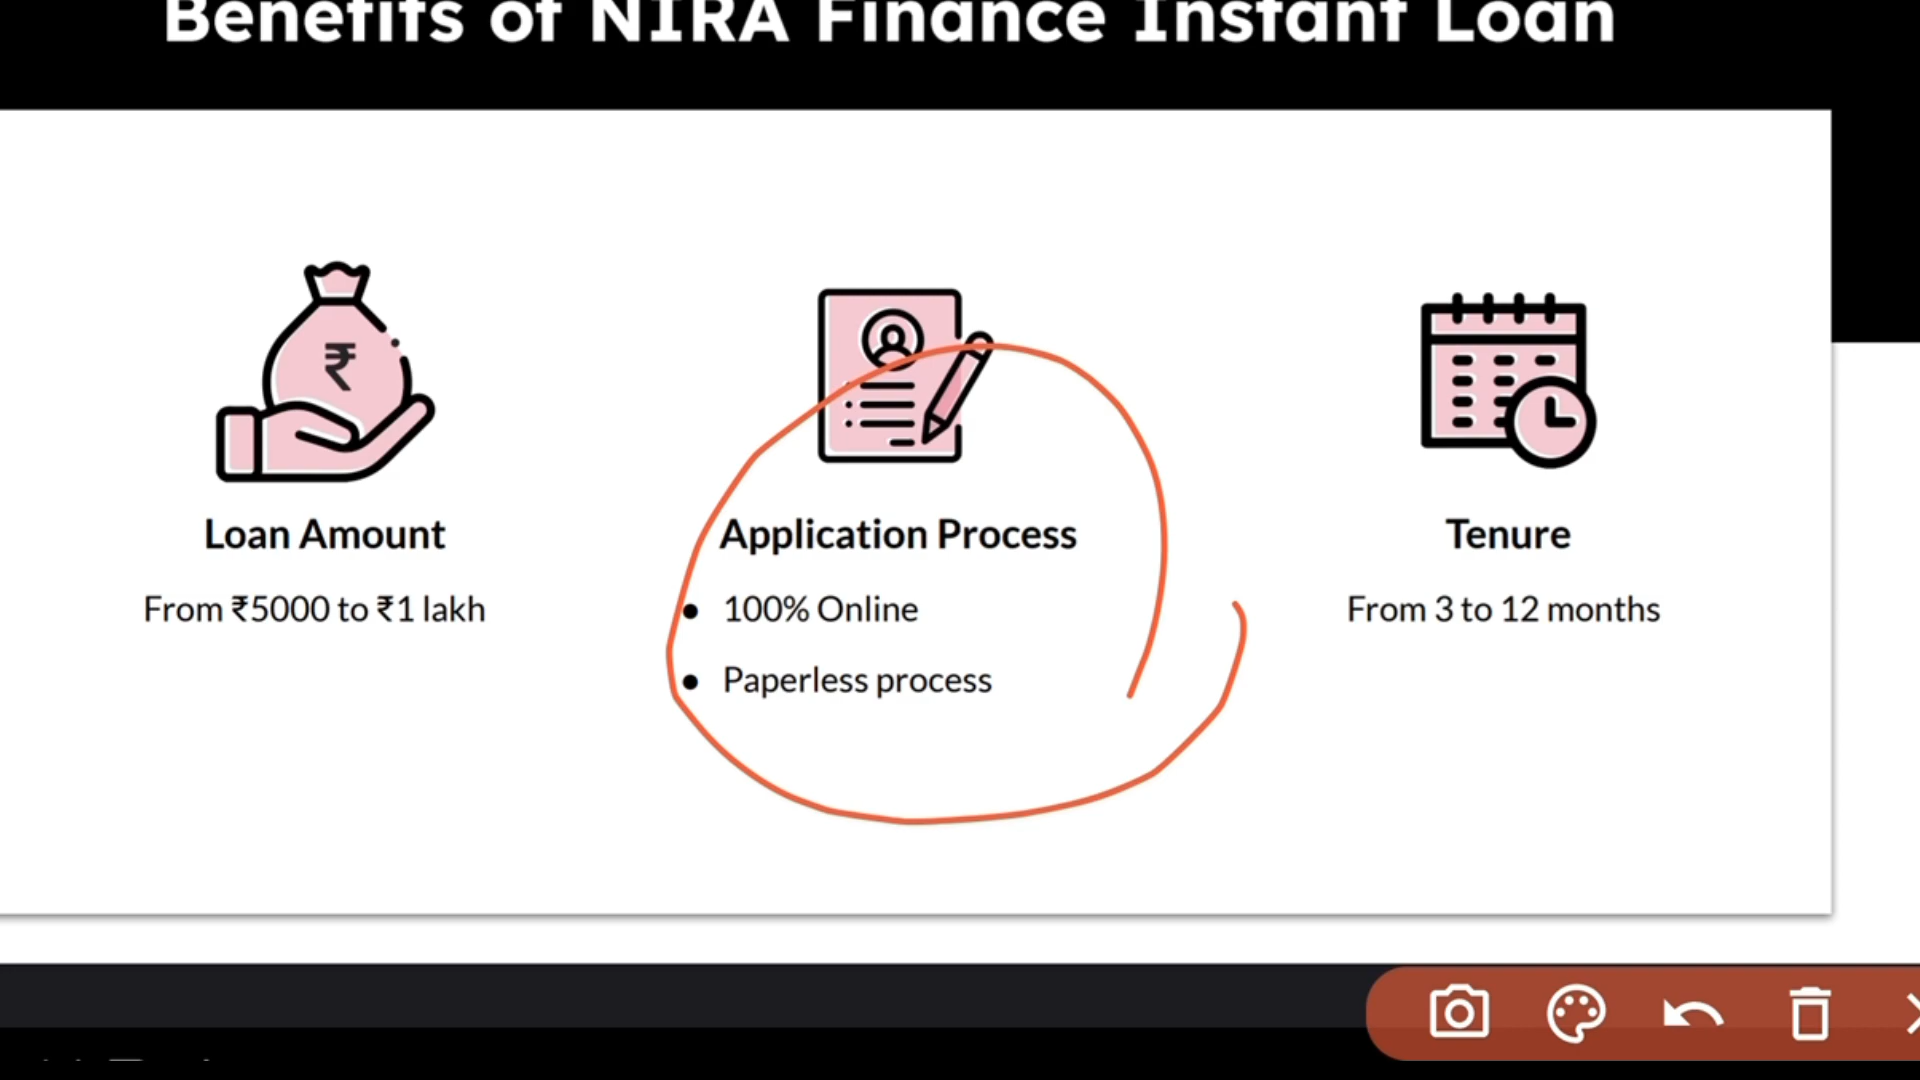 Benefits of NIRA Finance Instant Loan
₹
Loan Amount
From ₹5000 to ₹1 lakh
Application Process
• 100% Online
• Paperless process
Tenure
From 3 to 12 months